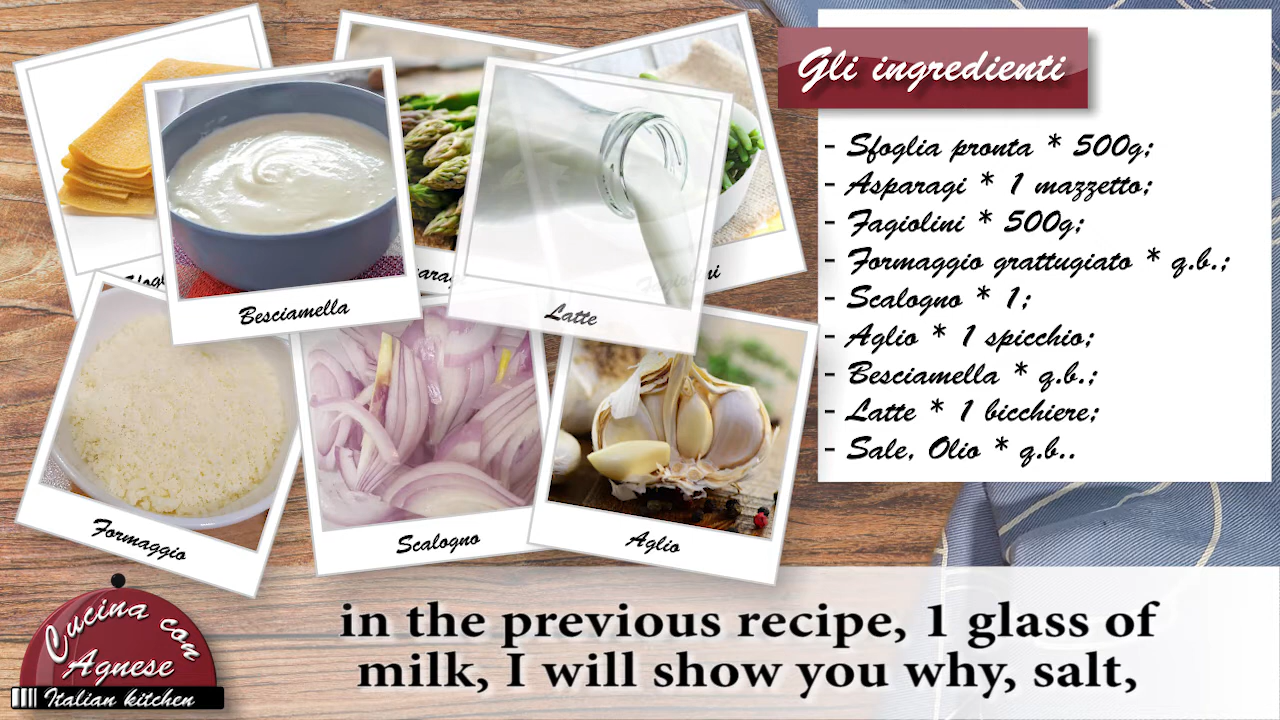 Gli ingredienti
- Sfoglia pronta * 500g;
- Asparagi * 1 mazzetto;
- Fagiolini * 500g;
- Formaggio grattugiato * q.b.;
- Scalogno * 1;
- Aglio * 1 spicchio;
- Besciamella * q.b.;
- Latte * 1 bicchiere;
- Sale, Olio * q.b..
Besciamella
Latte
Formaggio
Scalogno
Aglio
Cucina con
Agnese
Italian kitchen
in the previous recipe, 1 glass of
milk, I will show you why, salt,